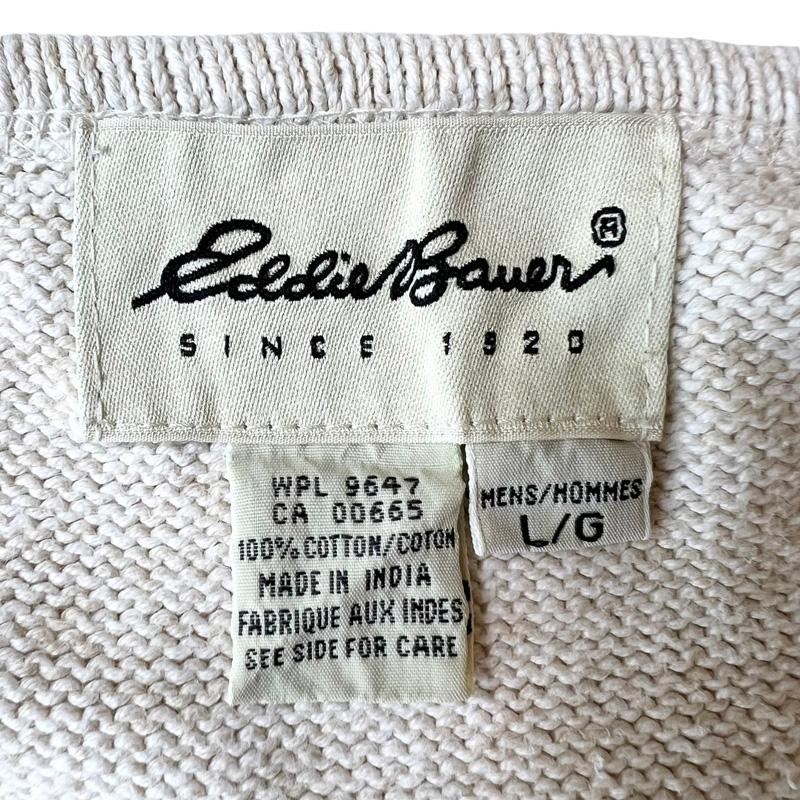 Eddie Bauer®
SINCE 1920
WPL 9647
CA 00665
100% COTTON/COTON
MADE IN INDIA
FABRIQUE AUX INDES
SEE SIDE FOR CARE
MENS/HOMMES
L/G